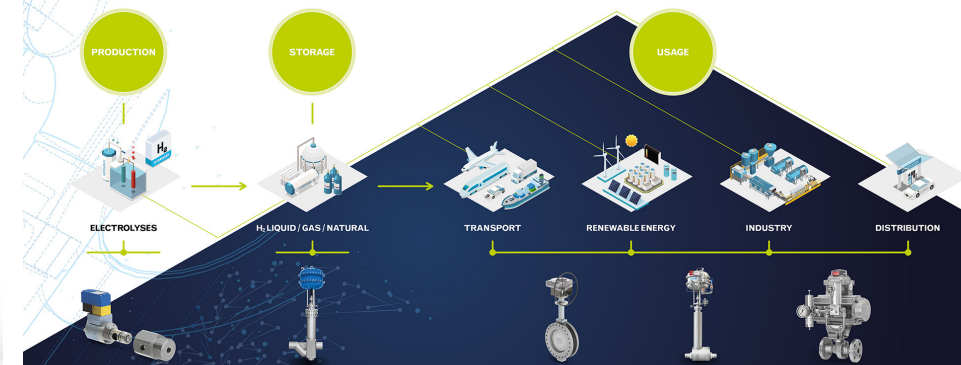 PRODUCTION
STORAGE
USAGE
H₂
ELECTROLYSES
H₂ LIQUID / GAS / NATURAL
TRANSPORT
RENEWABLE ENERGY
INDUSTRY
DISTRIBUTION